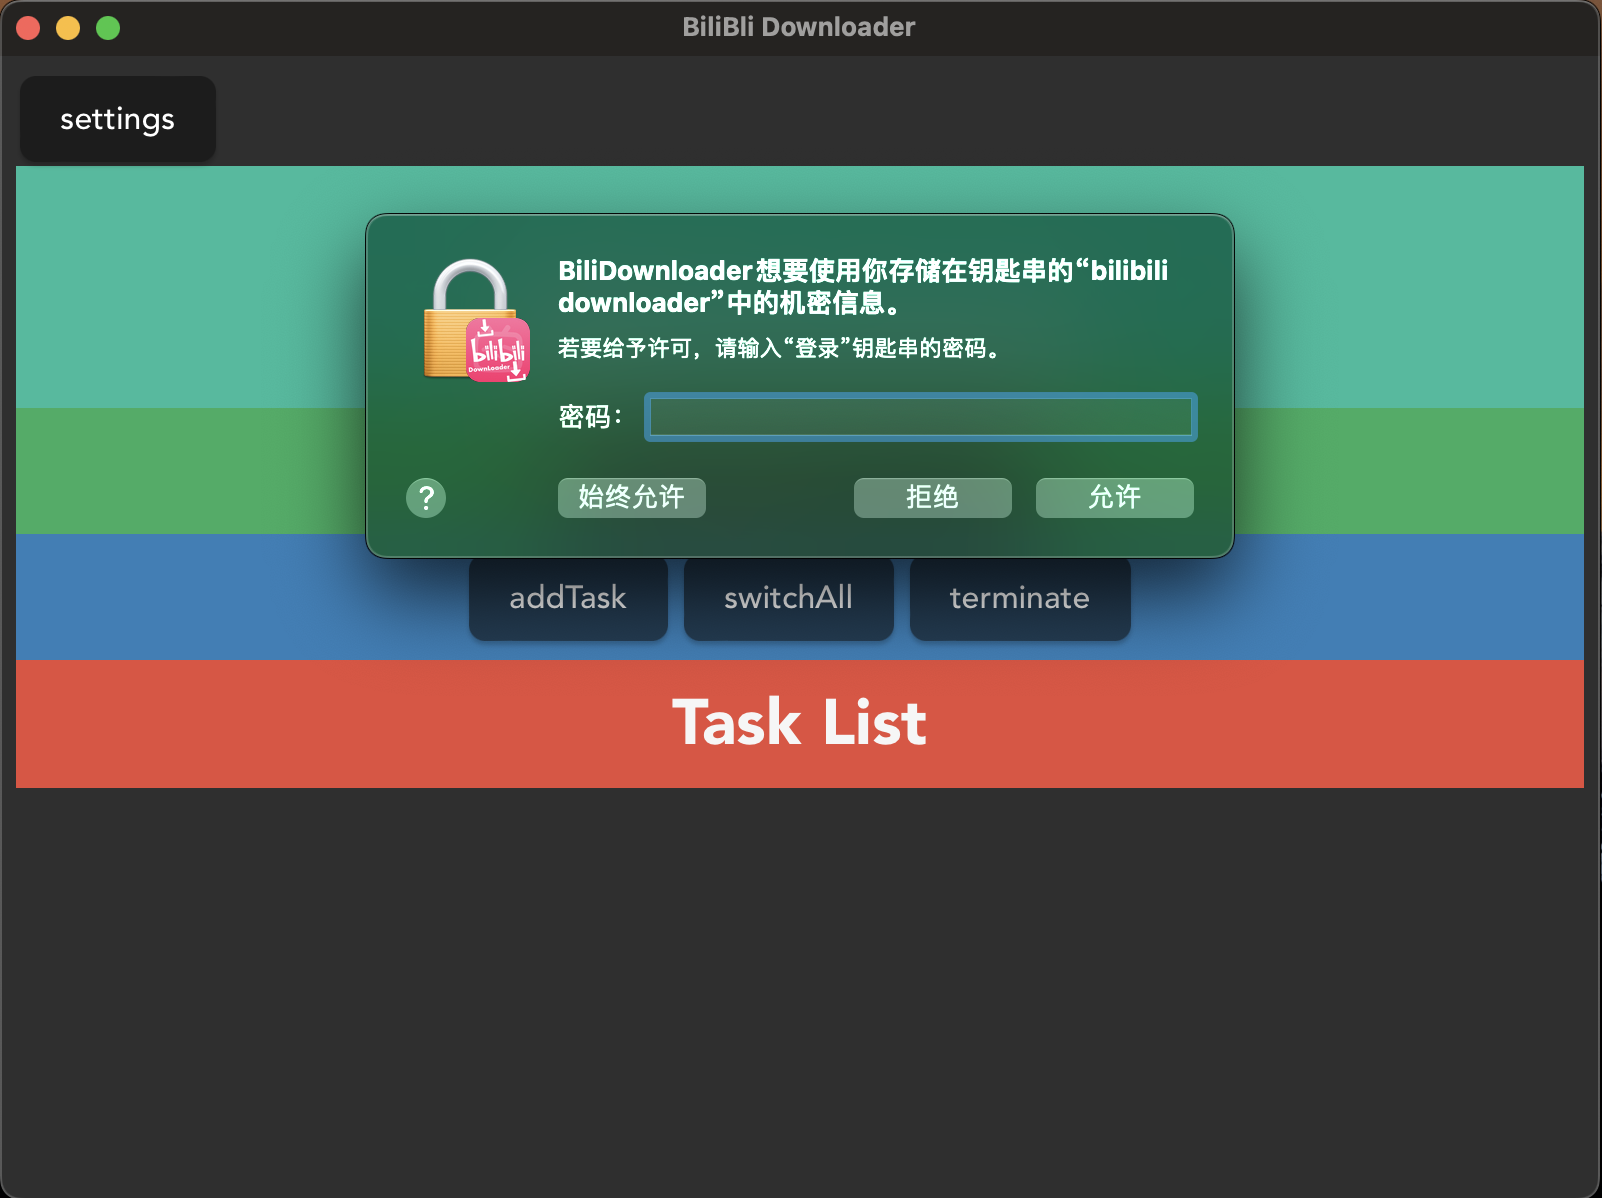 BiliBli Downloader
settings
BiliDownloader想要使用你存储在钥匙串的“bilibili
downloader”中的机密信息。
若要给予许可，请输入“登录”钥匙串的密码。
bilibili
DownLoader
密码：
?
始终允许
拒绝
允许
addTask
switchAll
terminate
Task List